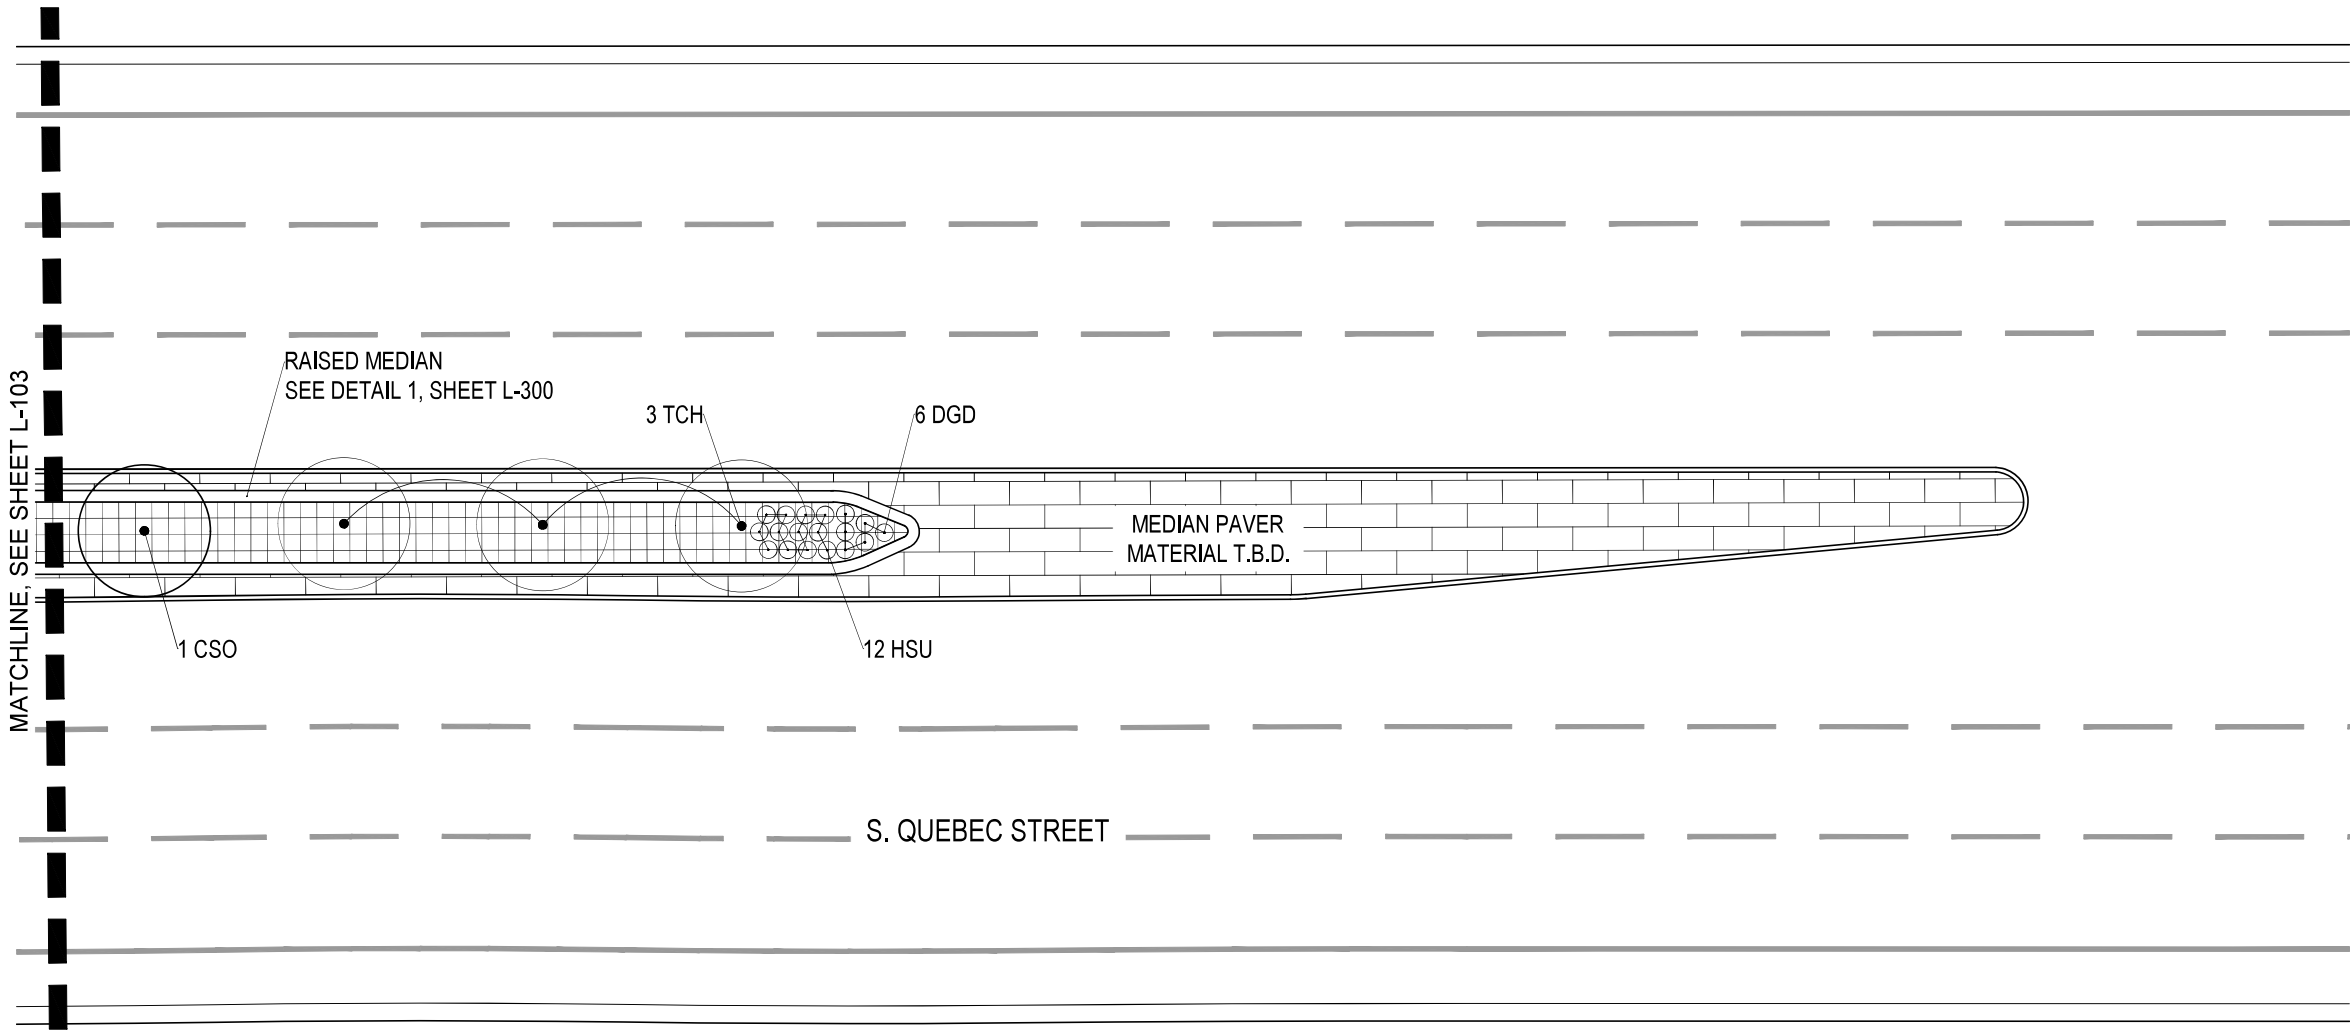 RAISED MEDIAN
SEE DETAIL 1, SHEET L-300
MATCHLINE, SEE SHEET L-103
3 TCH
6 DGD
MEDIAN PAVER
MATERIAL T.B.D.
1 CSO
12 HSU
S. QUEBEC STREET